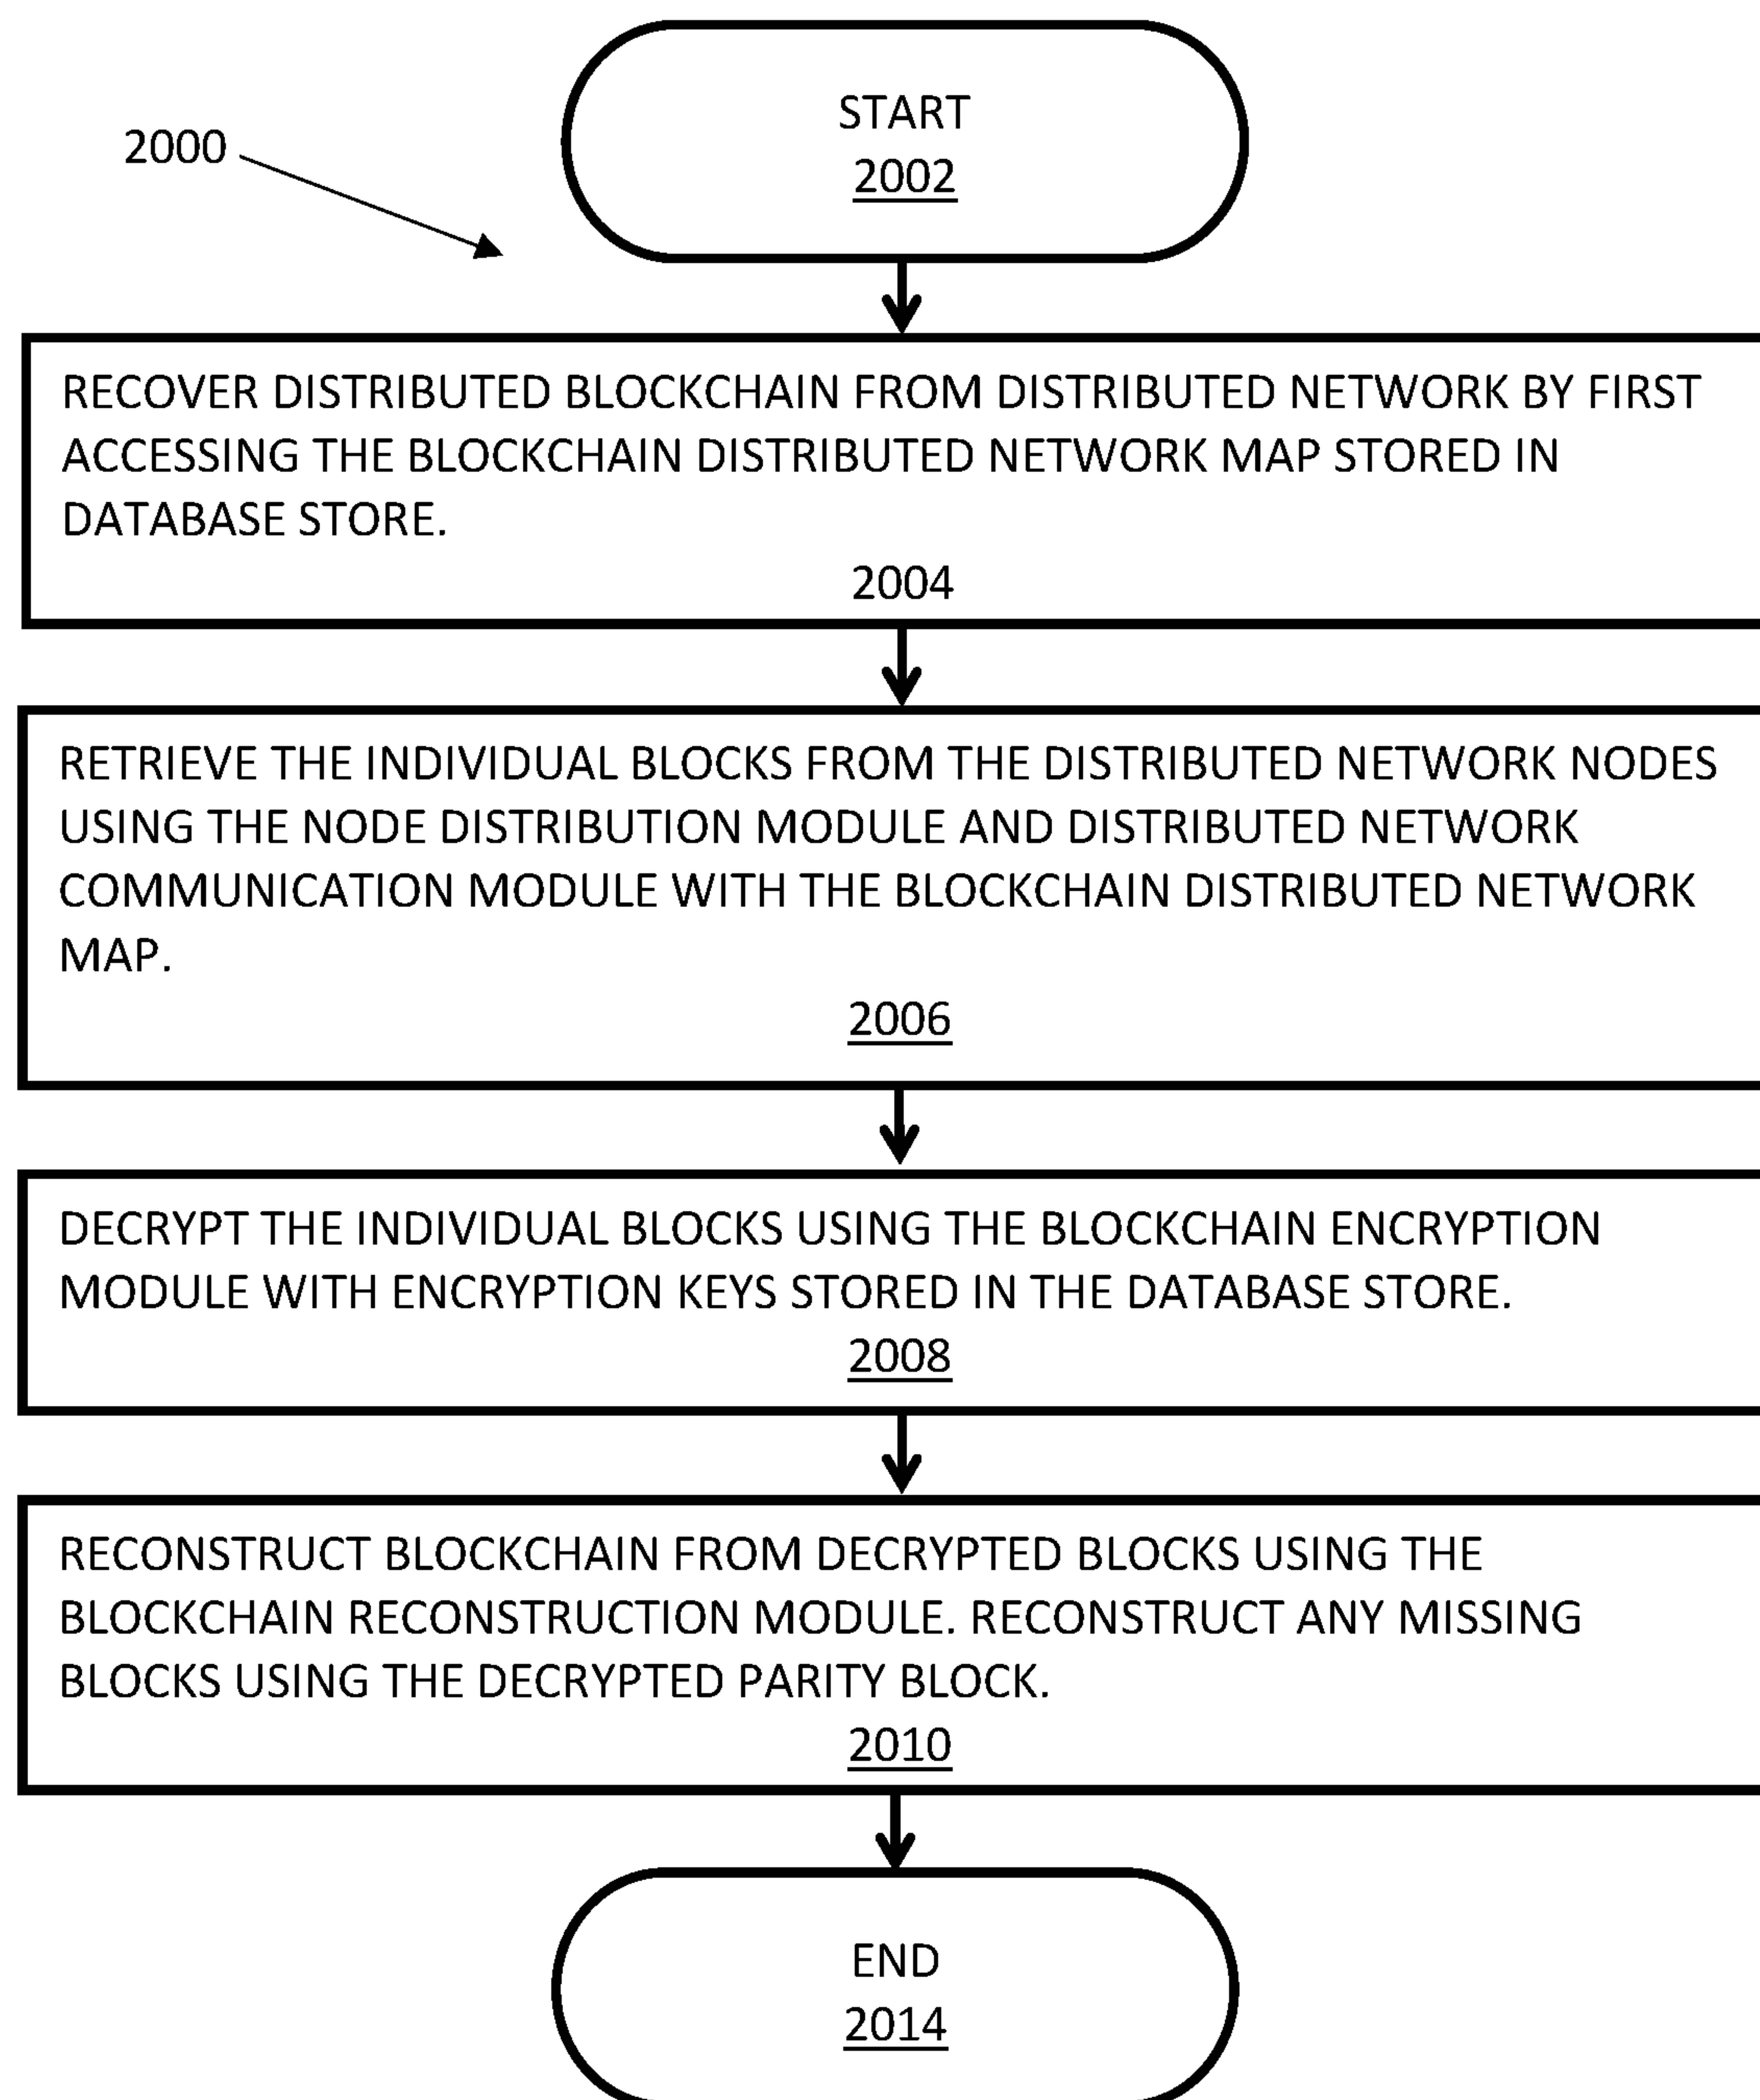 START
2000
2002
RECOVER DISTRIBUTED BLOCKCHAIN FROM DISTRIBUTED NETWORK BY FIRST
ACCESSING THE BLOCKCHAIN DISTRIBUTED NETWORK MAP STORED IN
DATABASE STORE.
2004
RETRIEVE THE INDIVIDUAL BLOCKS FROM THE DISTRIBUTED NETWORK NODES
USING THE NODE DISTRIBUTION MODULE AND DISTRIBUTED NETWORK
COMMUNICATION MODULE WITH THE BLOCKCHAIN DISTRIBUTED NETWORK
MAP.
2006
DECRYPT THE INDIVIDUAL BLOCKS USING THE BLOCKCHAIN ENCRYPTION
MODULE WITH ENCRYPTION KEYS STORED IN THE DATABASE STORE.
2008
RECONSTRUCT BLOCKCHAIN FROM DECRYPTED BLOCKS USING THE
BLOCKCHAIN RECONSTRUCTION MODULE. RECONSTRUCT ANY MISSING
BLOCKS USING THE DECRYPTED PARITY BLOCK.
2010
END
2014